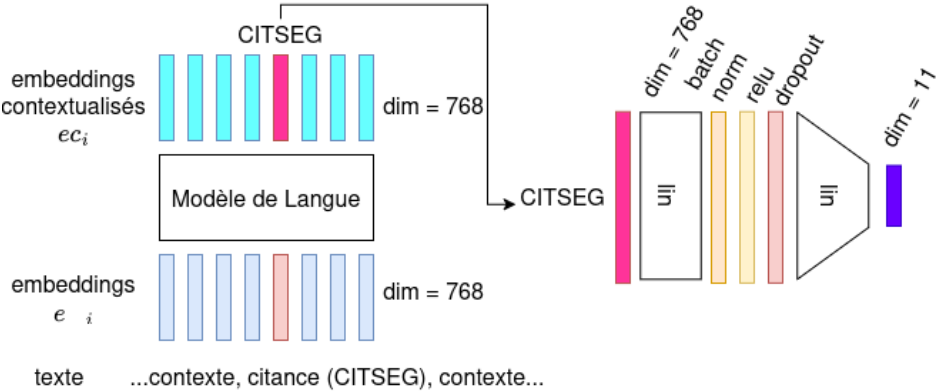 CITSEG
embeddings
contextualisés
ec i
dim = 768
Modèle de Langue
embeddings
e i
dim = 768
texte
...contexte, citance (CITSEG), contexte...
CITSEG
dim = 768
lin
batch
norm
relu
dropout
lin
dim = 11